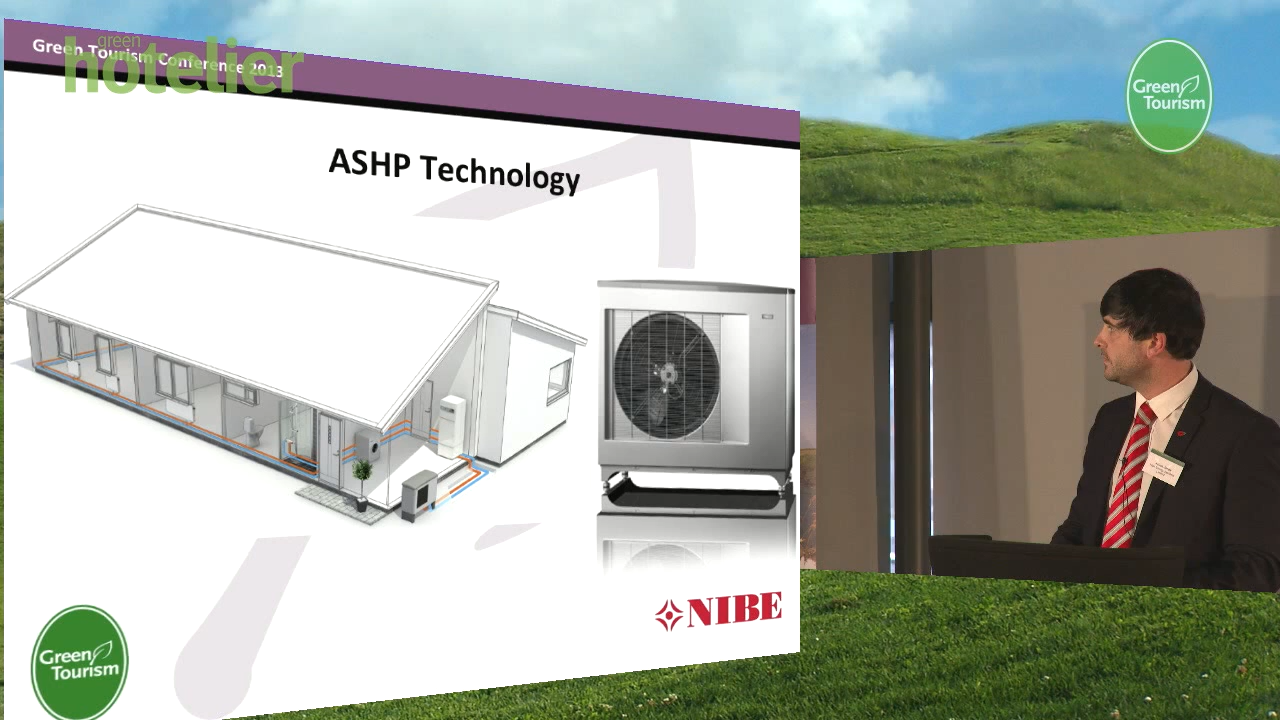 Green Tourism Conference 2013
green
hotelier
Green
Tourism
ASHP Technology
NIBE
Green
Tourism